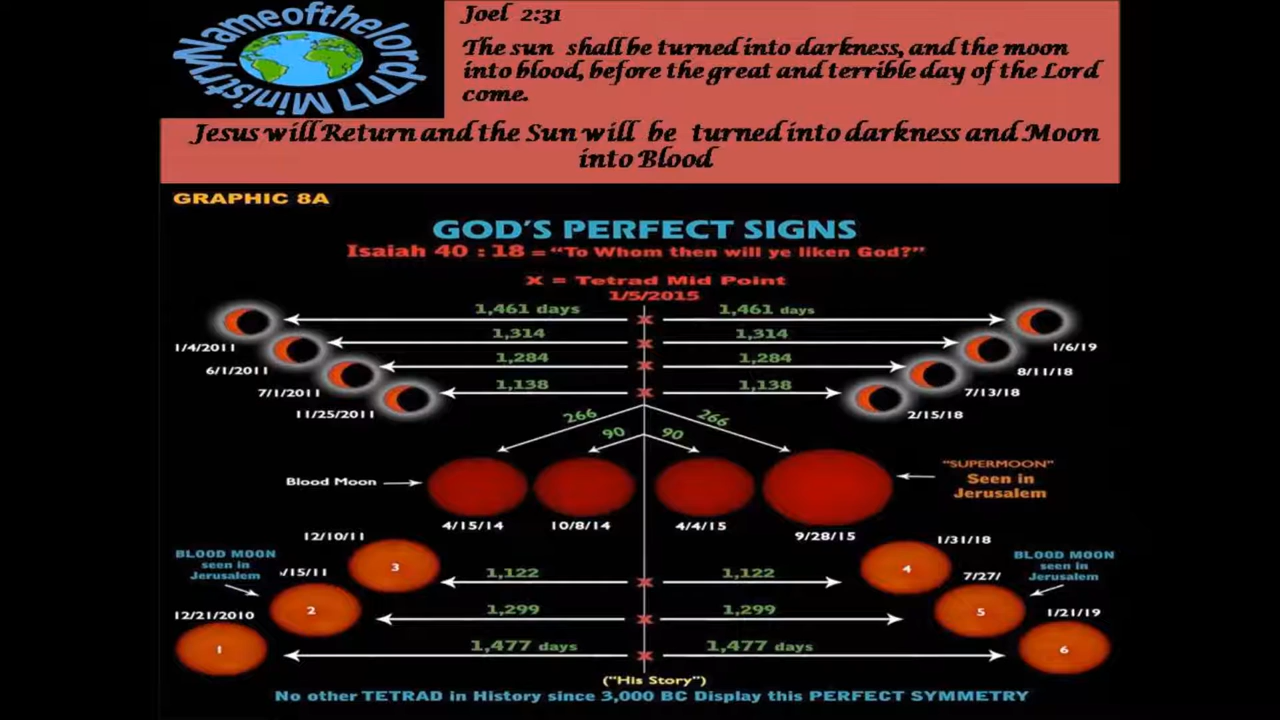 Nameofthelord777 Ministry
Joel 2:31
The sun shall be turned into darkness, and the moon
into blood, before the great and terrible day of the Lord
come.
Jesus will Return and the Sun will be turned into darkness and Moon
into Blood
GRAPHIC 8A
GOD'S PERFECT SIGNS
Isaiah 40 : 18 = "To Whom then will ye liken God?"
X = Tetrad Mid Point
1/5/2015
1,461 days X 1,461 days
1/4/2011 1,314 X 1,314 1/6/19
6/1/2011 1,284 X 1,284 8/11/18
7/1/2011 1,138 X 1,138 7/13/18
11/25/2011 2/15/18
266 90 90 266
Blood Moon
"SUPERMOON"
Seen in
Jerusalem
4/15/14 10/8/14 4/4/15 9/28/15
12/10/11 1/31/18
BLOOD MOON
seen in
Jerusalem
BLOOD MOON
seen in
Jerusalem
3 1,122 X 1,122 4
/15/11 7/27/
2 1,299 X 1,299 5
12/21/2010 1/21/19
1 1,477 days X 1,477 days 6
("His Story")
No other TETRAD in History since 3,000 BC Display this PERFECT SYMMETRY